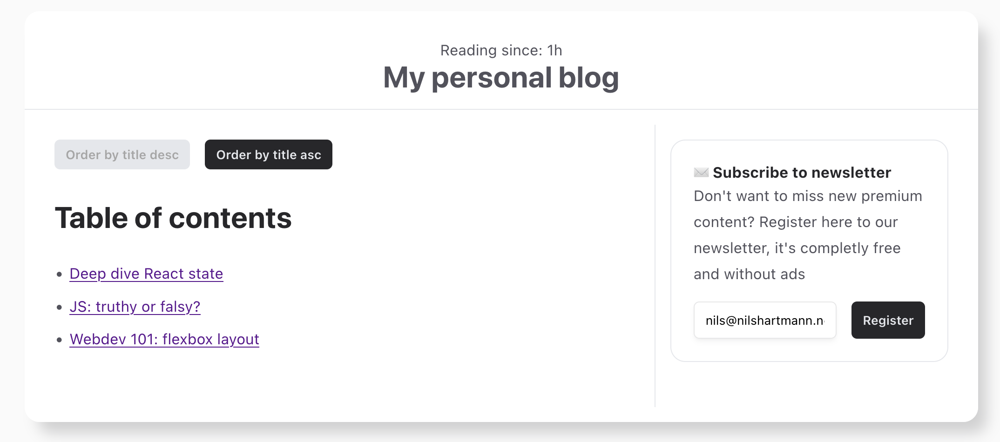 Reading since: 1h
My personal blog
Order by title desc
Order by title asc
Table of contents
Deep dive React state
JS: truthy or falsy?
Webdev 101: flexbox layout
Subscribe to newsletter
Don't want to miss new premium
content? Register here to our
newsletter, it's completly free
and without ads
nils@nilshartmann.n
Register